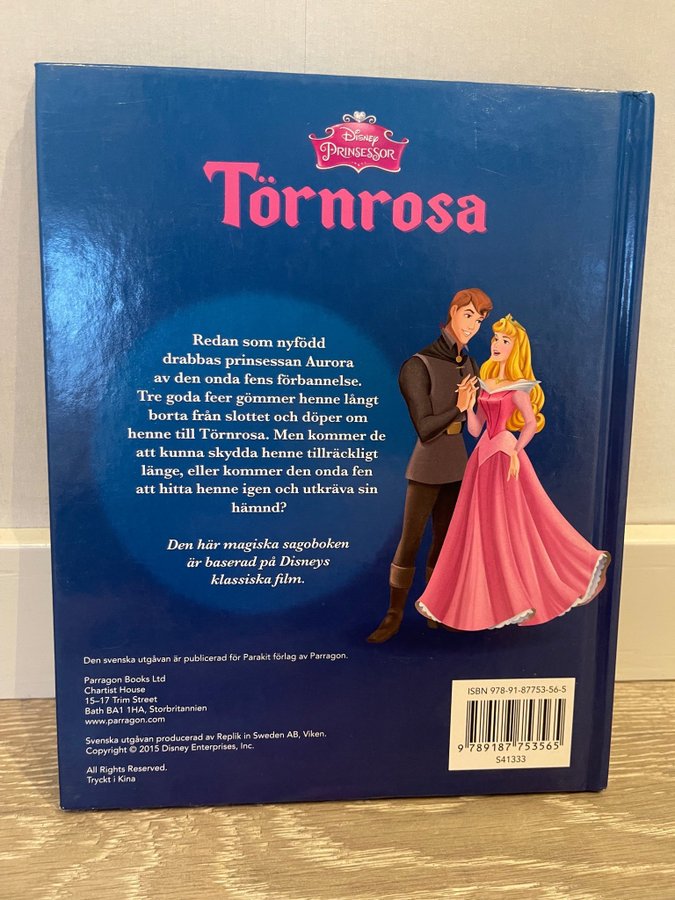 Disney
PRINSESSOR
Törnrosa
Redan som nyfödd
drabbas prinsessan Aurora
av den onda fens förbannelse.
Tre goda feer gömmer henne långt
borta från slottet och döper om
henne till Törnrosa. Men kommer de
att kunna skydda henne tillräckligt
länge, eller kommer den onda fen
att hitta henne igen och utkräva sin
hämnd?
Den här magiska sagoboken
är baserad på Disneys
klassiska film.
Den svenska utgåvan är publicerad för Parakit förlag av Parragon.
Parragon Books Ltd
Chartist House
15–17 Trim Street
Bath BA1 1HA, Storbritannien
www.parragon.com
Svenska utgåvan producerad av Replik in Sweden AB, Viken.
Copyright © 2015 Disney Enterprises, Inc.
All Rights Reserved.
Tryckt i Kina
ISBN 978-91-87753-56-5
9 789187 753565
S41333